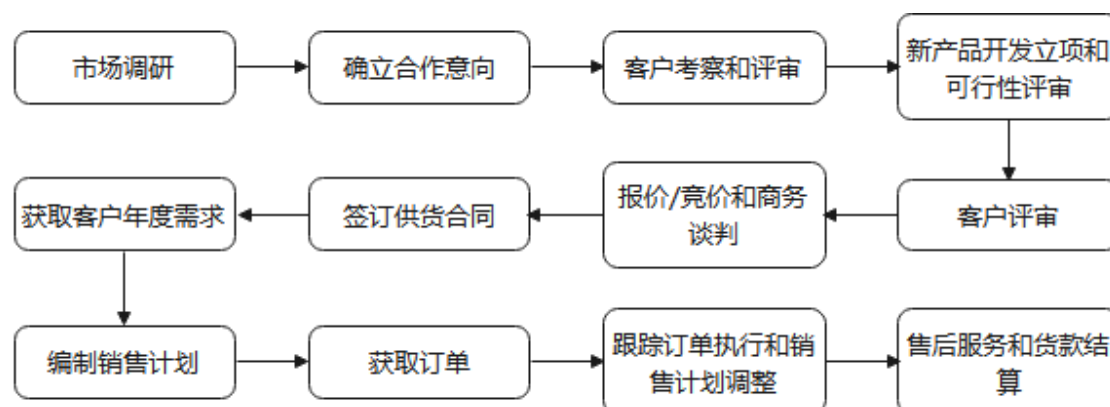 市场调研
确立合作意向
客户考察和评审
新产品开发立项和
可行性评审
客户评审
报价/竞价和商务
谈判
签订供货合同
获取客户年度需求
编制销售计划
获取订单
跟踪订单执行和销
售计划调整
售后服务和货款结
算